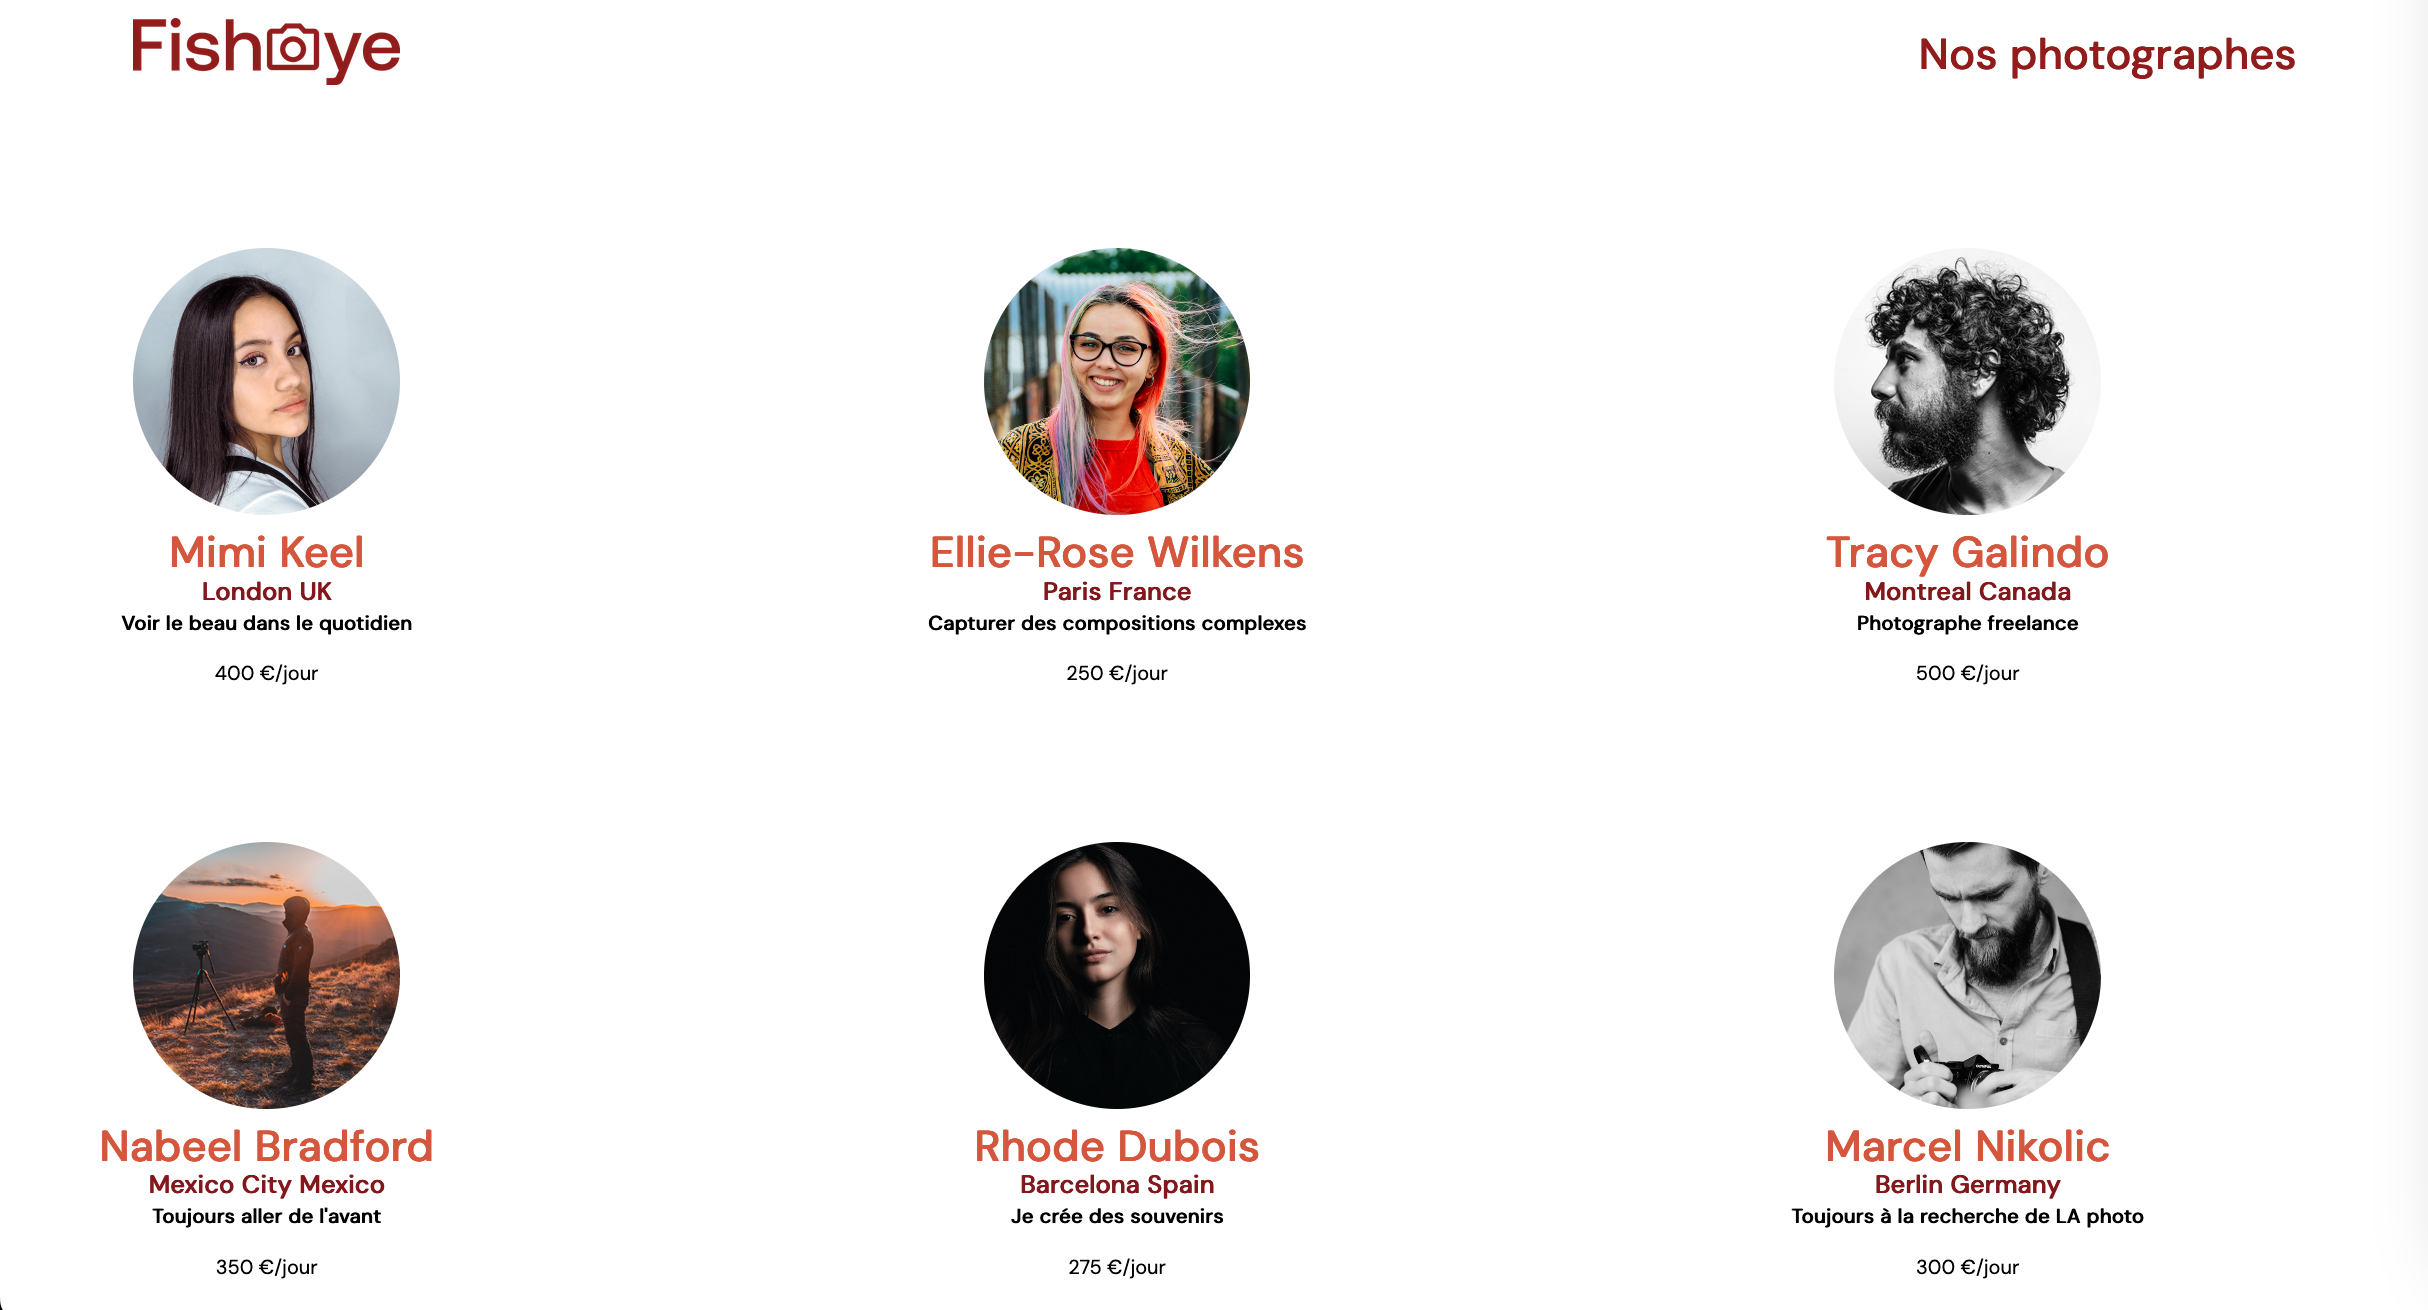 Fisheye
Nos photographes
Mimi Keel
London UK
Voir le beau dans le quotidien
400 €/jour
Ellie-Rose Wilkens
Paris France
Capturer des compositions complexes
250 €/jour
Tracy Galindo
Montreal Canada
Photographe freelance
500 €/jour
Nabeel Bradford
Mexico City Mexico
Toujours aller de l'avant
350 €/jour
Rhode Dubois
Barcelona Spain
Je crée des souvenirs
275 €/jour
Marcel Nikolic
Berlin Germany
Toujours à la recherche de LA photo
300 €/jour